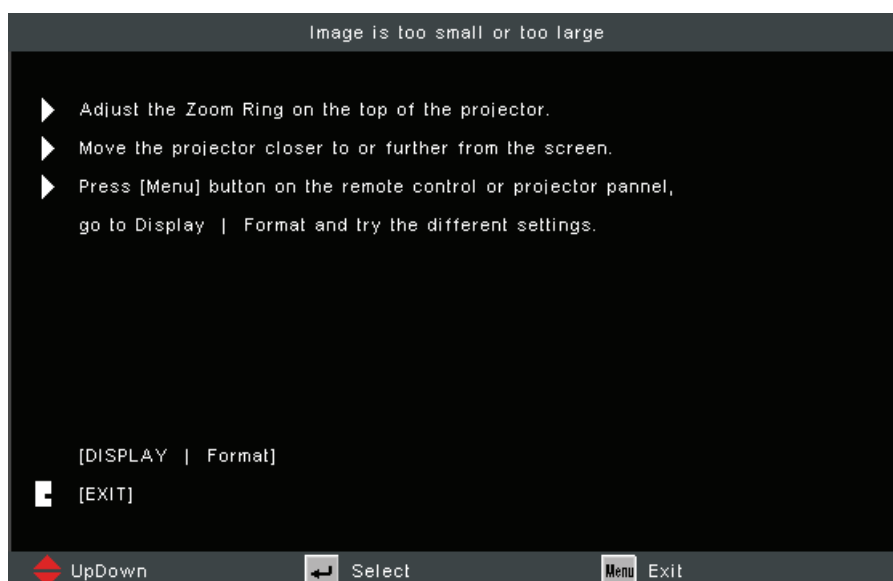 Image is too small or too large
Adjust the Zoom Ring on the top of the projector.
Move the projector closer to or further from the screen.
Press [Menu] button on the remote control or projector pannel,
go to Display | Format and try the different settings.
[DISPLAY | Format]
[EXIT]
UpDown Select Menu Exit